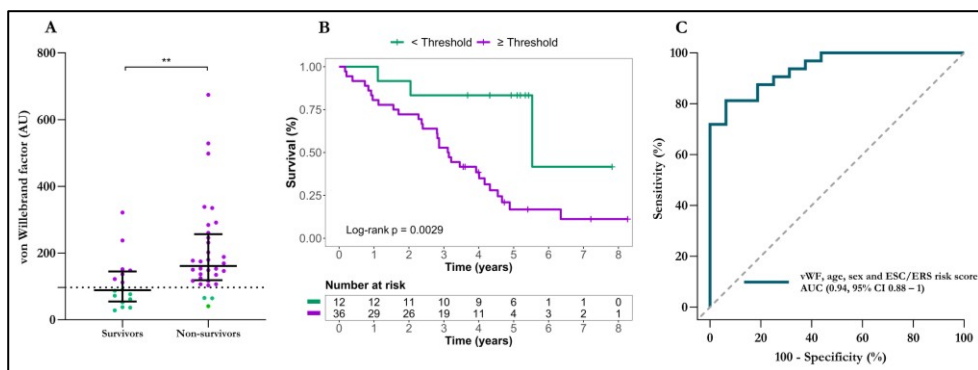 A
800
600
400
200
0
von Willebrand factor (AU)
**
Survivors
Non-survivors
B
< Threshold
≥ Threshold
1.00
0.75
0.50
0.25
0.00
Survival (%)
Log-rank p = 0.0029
0 1 2 3 4 5 6 7 8
Time (years)
Number at risk
12 12 11 10 9 6 1 1 0
36 29 26 19 11 4 3 2 1
0 1 2 3 4 5 6 7 8
Time (years)
C
100
80
60
40
20
0
Sensitivity (%)
vWF, age, sex and ESC/ERS risk score
AUC (0.94, 95% CI 0.88 – 1)
0 20 40 60 80 100
100 - Specificity (%)